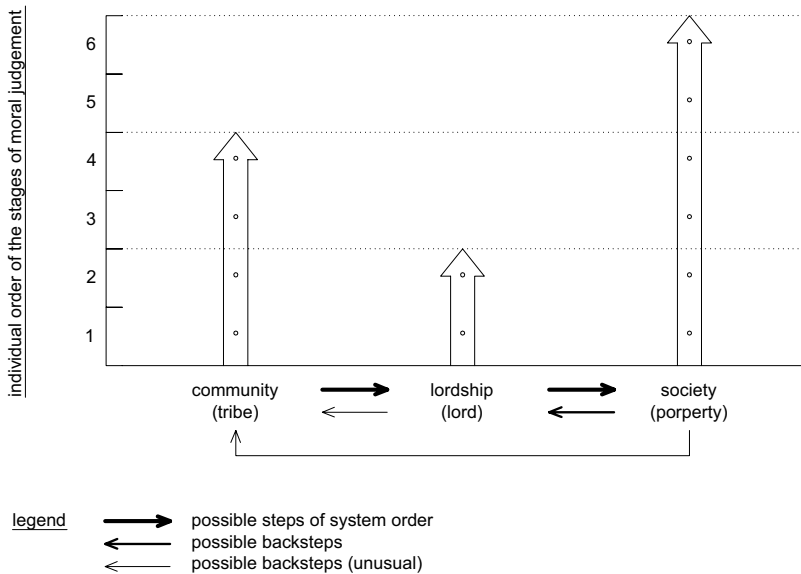 individual order of the stages of moral judgement
6
5
4
3
2
1
community
(tribe)
lordship
(lord)
society
(porperty)
legend
possible steps of system order
possible backsteps
possible backsteps (unusual)